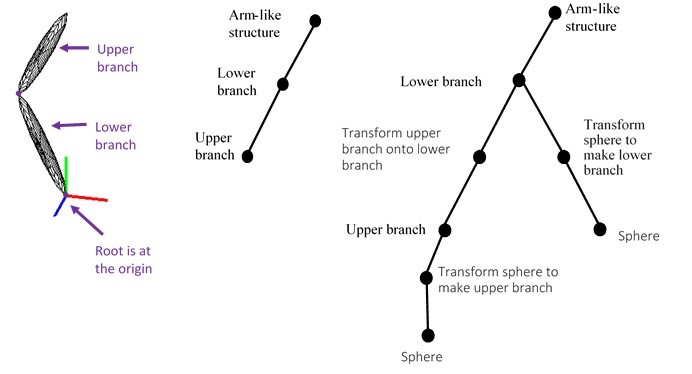 Upper
branch
Lower
branch
Root is at
the origin
Arm-like
structure
Lower
branch
Upper
branch
Arm-like
structure
Lower branch
Transform upper
branch onto lower
branch
Transform
sphere to
make lower
branch
Upper branch
Sphere
Transform sphere to
make upper branch
Sphere